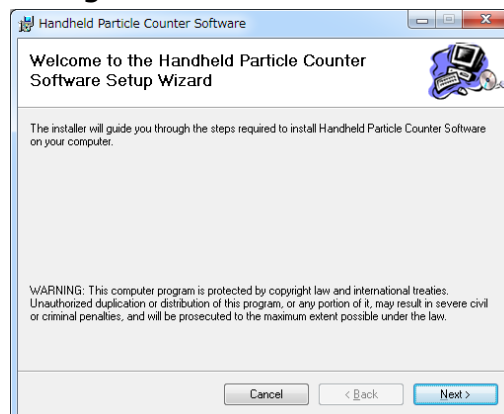 Handheld Particle Counter Software
Welcome to the Handheld Particle Counter
Software Setup Wizard
The installer will guide you through the steps required to install Handheld Particle Counter Software
on your computer.
WARNING: This computer program is protected by copyright law and international treaties.
Unauthorized duplication or distribution of this program, or any portion of it, may result in severe civil
or criminal penalties, and will be prosecuted to the maximum extent possible under the law.
Cancel
< Back
Next >